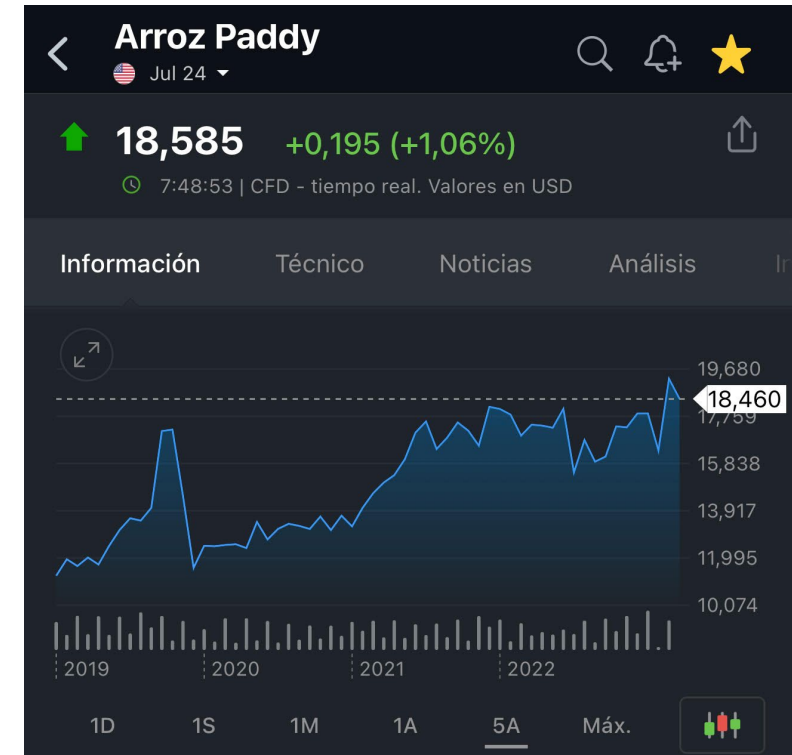 Arroz Paddy
Jul 24
18,585 +0,195 (+1,06%)
7:48:53 | CFD - tiempo real. Valores en USD
Información Técnico Noticias Análisis
19,680
18,460
17,759
15,838
13,917
11,995
10,074
2019 2020 2021 2022
1D 1S 1M 1A 5A Máx.